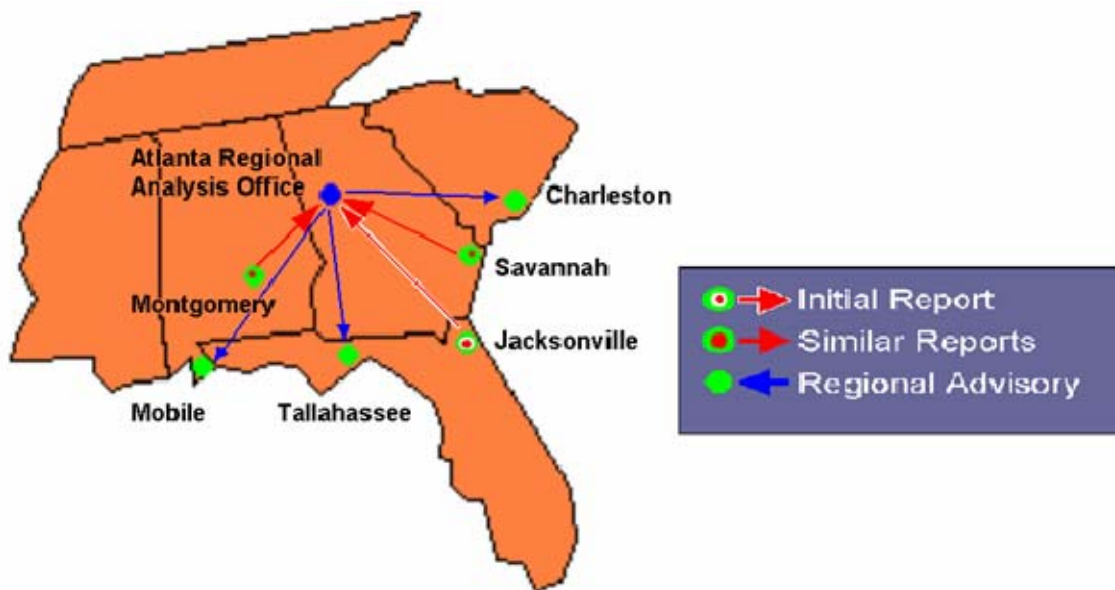 Atlanta Regional
Analysis Office
Charleston
Savannah
Montgomery
Jacksonville
Mobile
Tallahassee
Initial Report
Similar Reports
Regional Advisory